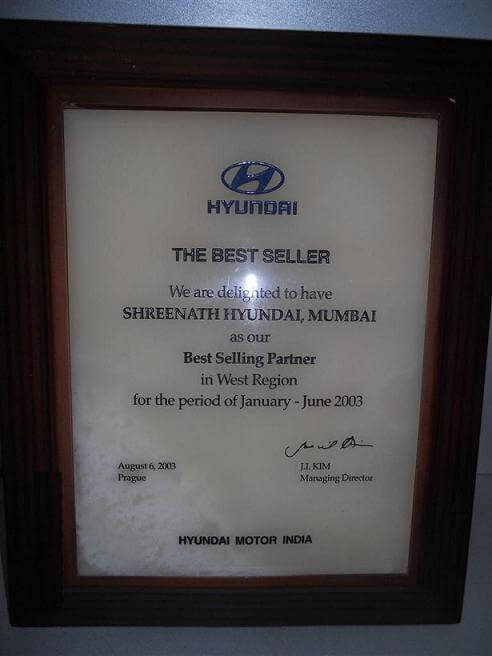 HYUNDAI
THE BEST SELLER
We are delighted to have
SHREENATH HYUNDAI, MUMBAI
as our
Best Selling Partner
in West Region
for the period of January - June 2003
August 6, 2003
Prague
J.I. KIM
Managing Director
HYUNDAI MOTOR INDIA